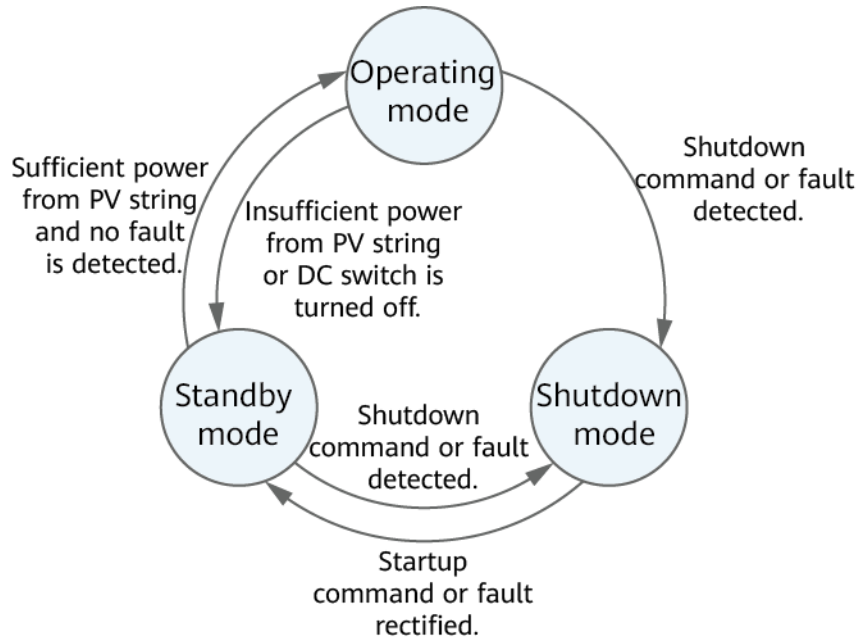 Operating
mode
Shutdown
command or fault
detected.
Sufficient power
from PV string
and no fault
is detected.
Insufficient power
from PV string
or DC switch is
turned off.
Standby
mode
Shutdown
command or fault
detected.
Shutdown
mode
Startup
command or fault
rectified.